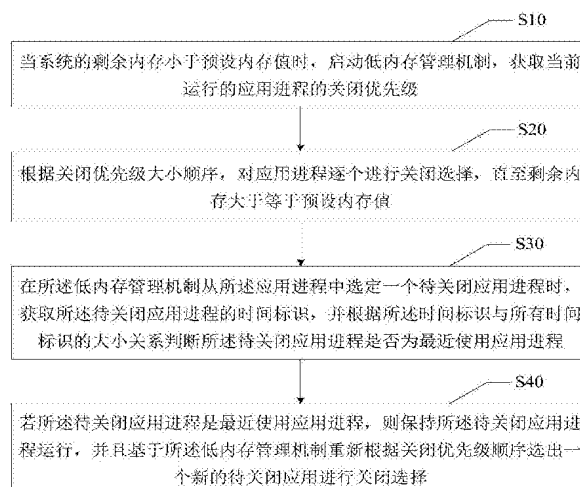 S10
当系统的剩余内存小于预设内存值时，启动低内存管理机制，获取当前
运行的应用进程的关闭优先级
S20
根据关闭优先级大小顺序，对应用进程逐个进行关闭选择，直至剩余内
存大于等于预设内存值
S30
在所述低内存管理机制从所述应用进程中选定一个待关闭应用进程时，
获取所述待关闭应用进程的时间标识，并根据所述时间标识与所有时间
标识的大小关系判断所述待关闭应用进程是否为最近使用应用进程
S40
若所述待关闭应用进程是最近使用应用进程，则保持所述待关闭应用进
程运行，并且基于所述低内存管理机制重新根据关闭优先级顺序选出一
个新的待关闭应用进行关闭选择